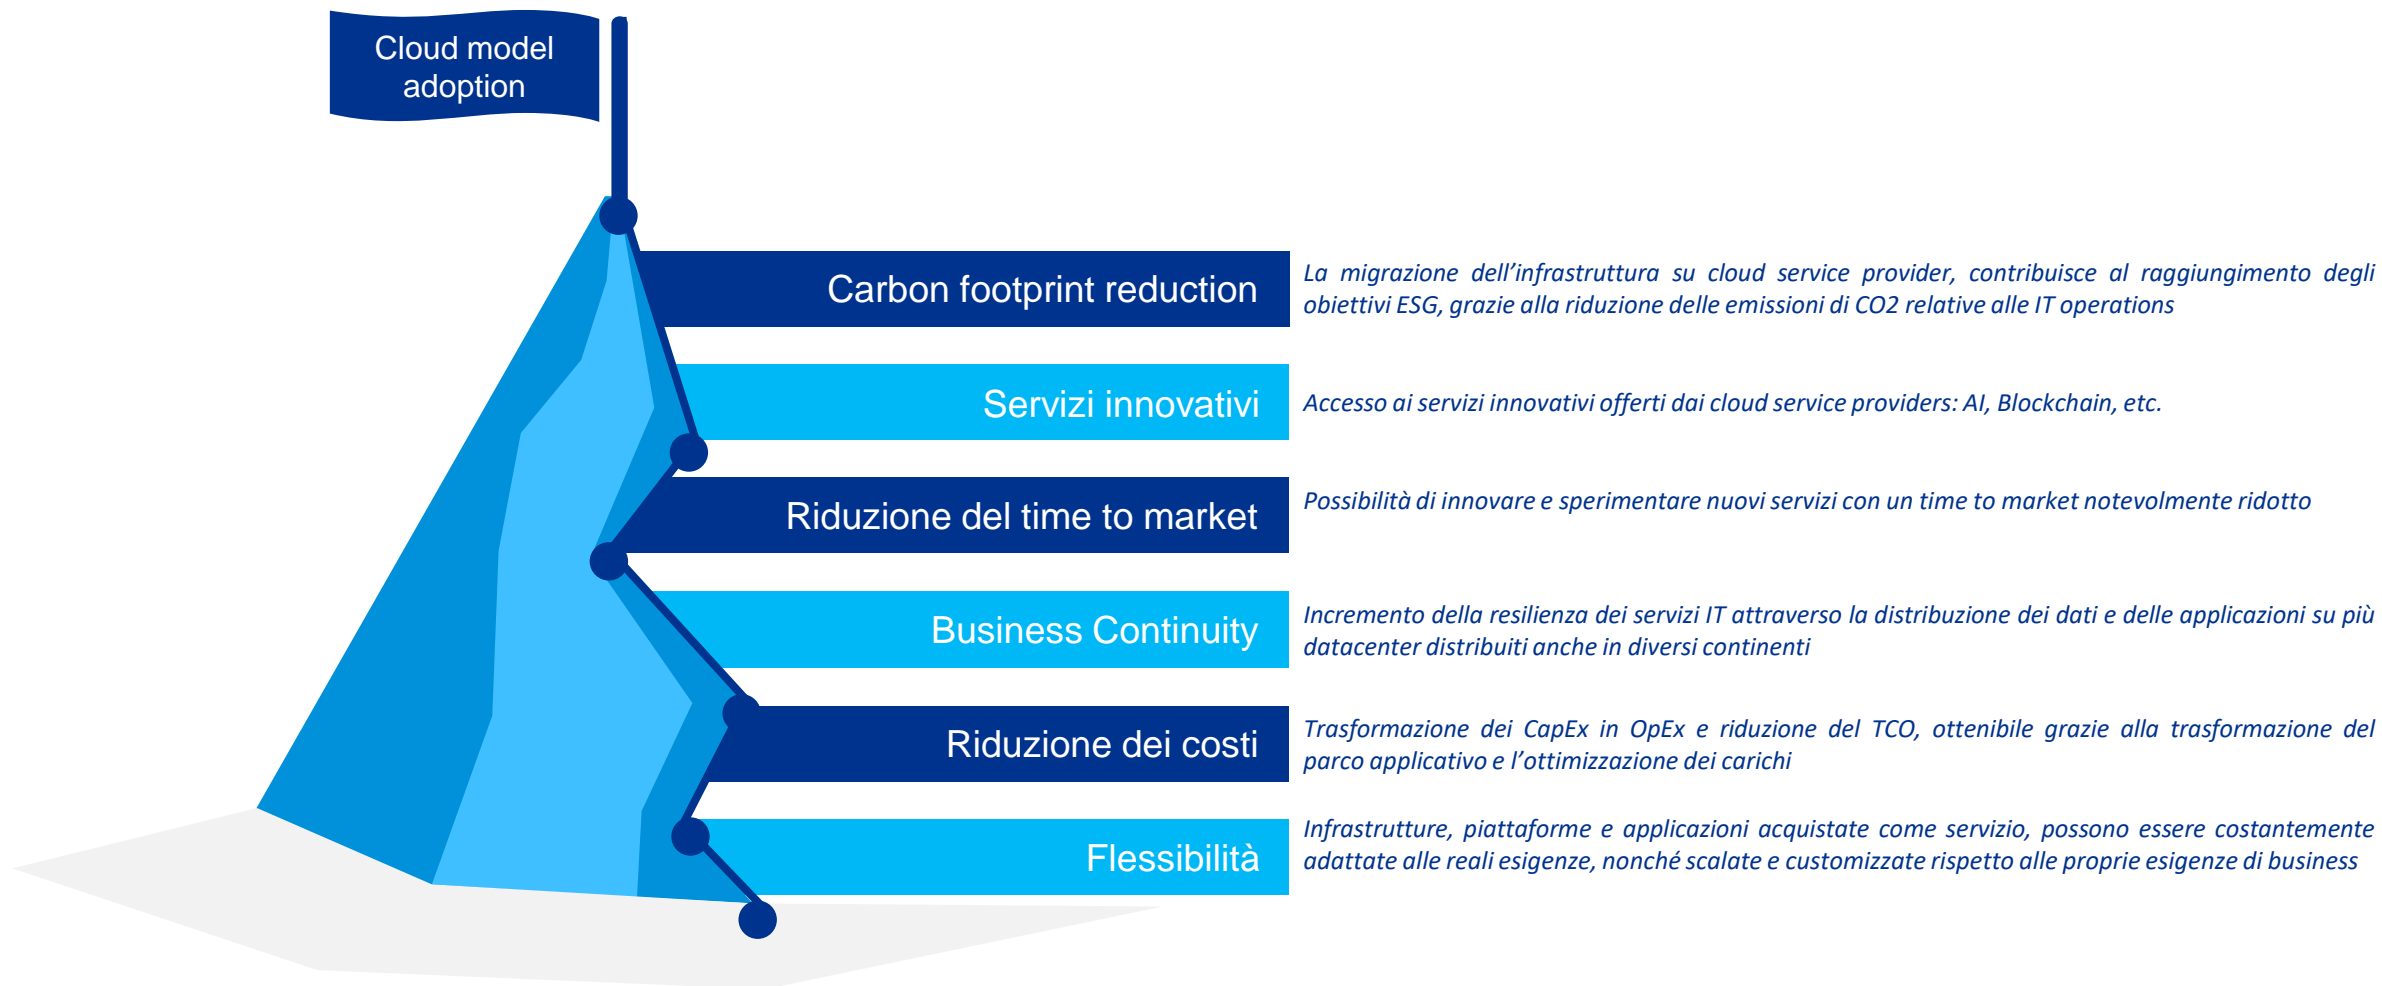 Cloud model
adoption
Carbon footprint reduction
La migrazione dell’infrastruttura su cloud service provider, contribuisce al raggiungimento degli
obiettivi ESG, grazie alla riduzione delle emissioni di CO2 relative alle IT operations
Servizi innovativi
Accesso ai servizi innovativi offerti dai cloud service providers: AI, Blockchain, etc.
Riduzione del time to market
Possibilità di innovare e sperimentare nuovi servizi con un time to market notevolmente ridotto
Business Continuity
Incremento della resilienza dei servizi IT attraverso la distribuzione dei dati e delle applicazioni su più
datacenter distribuiti anche in diversi continenti
Riduzione dei costi
Trasformazione dei CapEx in OpEx e riduzione del TCO, ottenibile grazie alla trasformazione del
parco applicativo e l’ottimizzazione dei carichi
Flessibilità
Infrastrutture, piattaforme e applicazioni acquistate come servizio, possono essere costantemente
adattate alle reali esigenze, nonché scalate e customizzate rispetto alle proprie esigenze di business